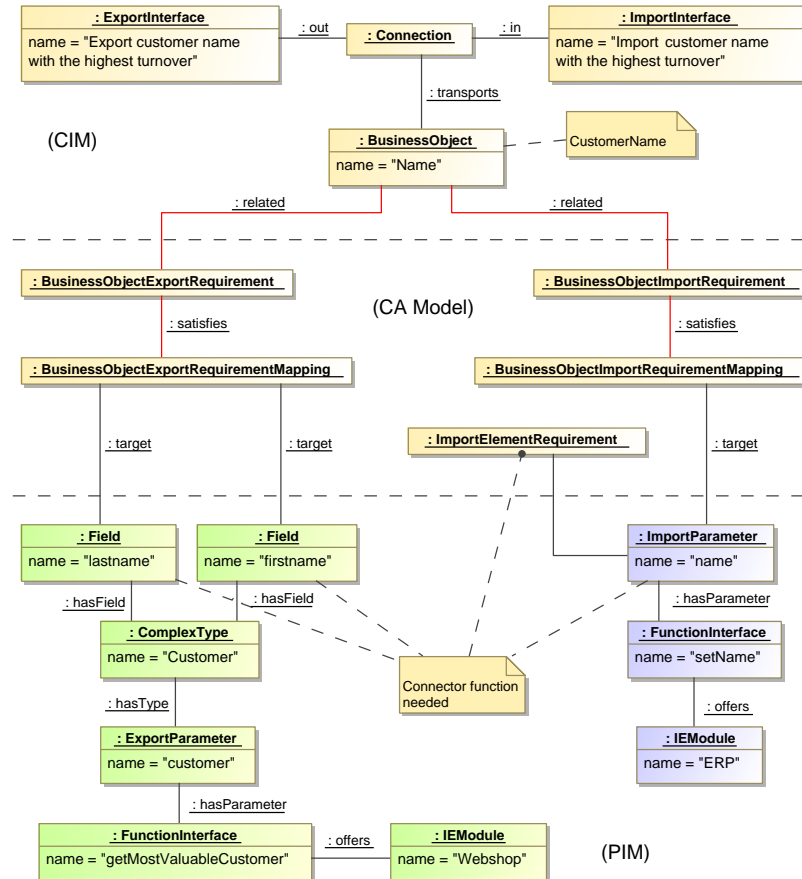 : ExportInterface
name = "Export customer name
with the highest turnover"
: out
: Connection
: in
: ImportInterface
name = "Import customer name
with the highest turnover"
: transports
(CIM)
: BusinessObject
name = "Name"
CustomerName
: related
: related
: BusinessObjectExportRequirement
(CA Model)
: BusinessObjectImportRequirement
: satisfies
: satisfies
: BusinessObjectExportRequirementMapping
: BusinessObjectImportRequirementMapping
: target
: target
: ImportElementRequirement
: target
: Field
name = "lastname"
: Field
name = "firstname"
: ImportParameter
name = "name"
: hasField
: hasField
: hasParameter
: ComplexType
name = "Customer"
Connector function
needed
: FunctionInterface
name = "setName"
: hasType
: offers
: ExportParameter
name = "customer"
: IEModule
name = "ERP"
: hasParameter
: FunctionInterface
name = "getMostValuableCustomer"
: offers
: IEModule
name = "Webshop"
(PIM)